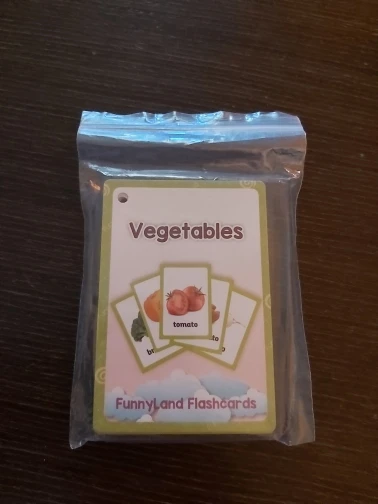 Vegetables
tomato
FunnyLand Flashcards